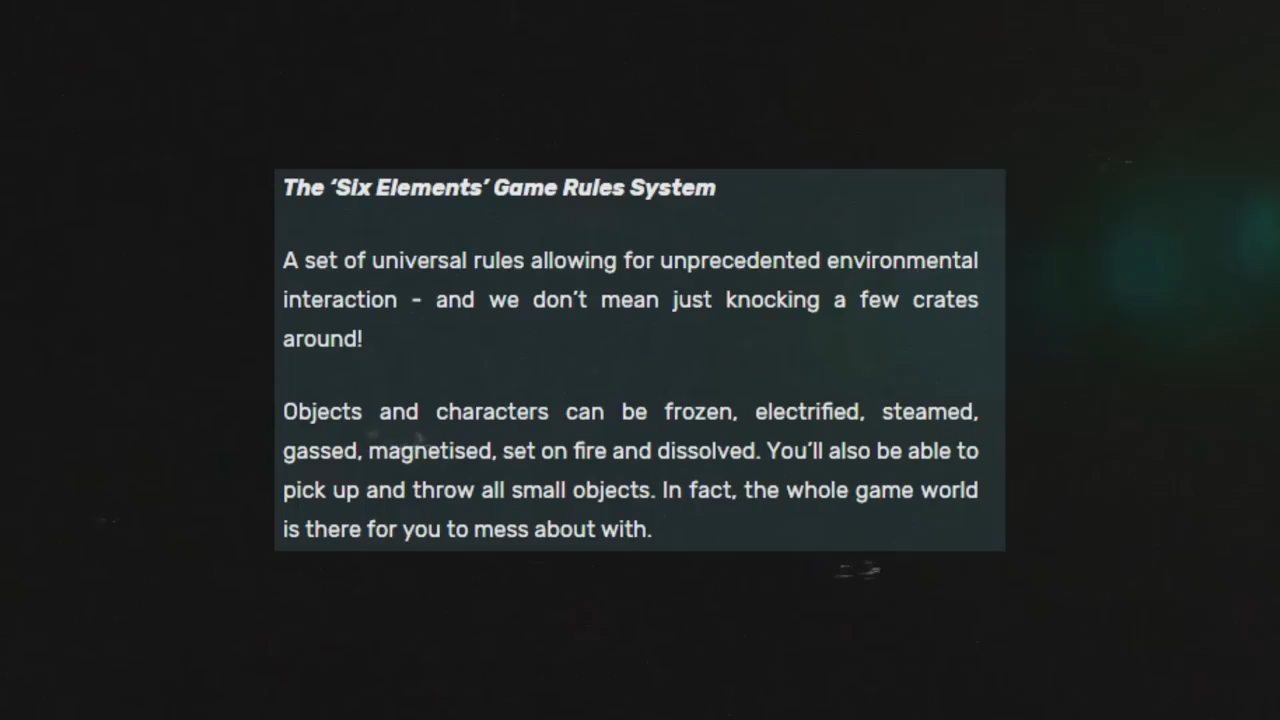 The ‘Six Elements’ Game Rules System
A set of universal rules allowing for unprecedented environmental
interaction - and we don’t mean just knocking a few crates
around!
Objects and characters can be frozen, electrified, steamed,
gassed, magnetised, set on fire and dissolved. You’ll also be able to
pick up and throw all small objects. In fact, the whole game world
is there for you to mess about with.